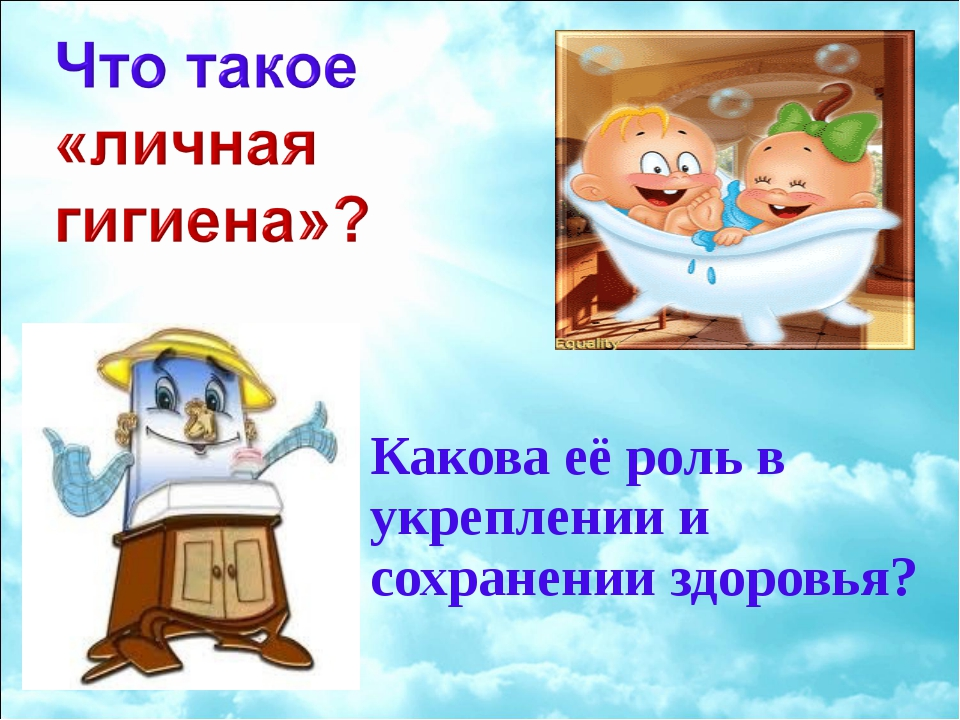 Что такое
«личная
гигиена»?
Equality
Какова её роль в
укреплении и
сохранении здоровья?